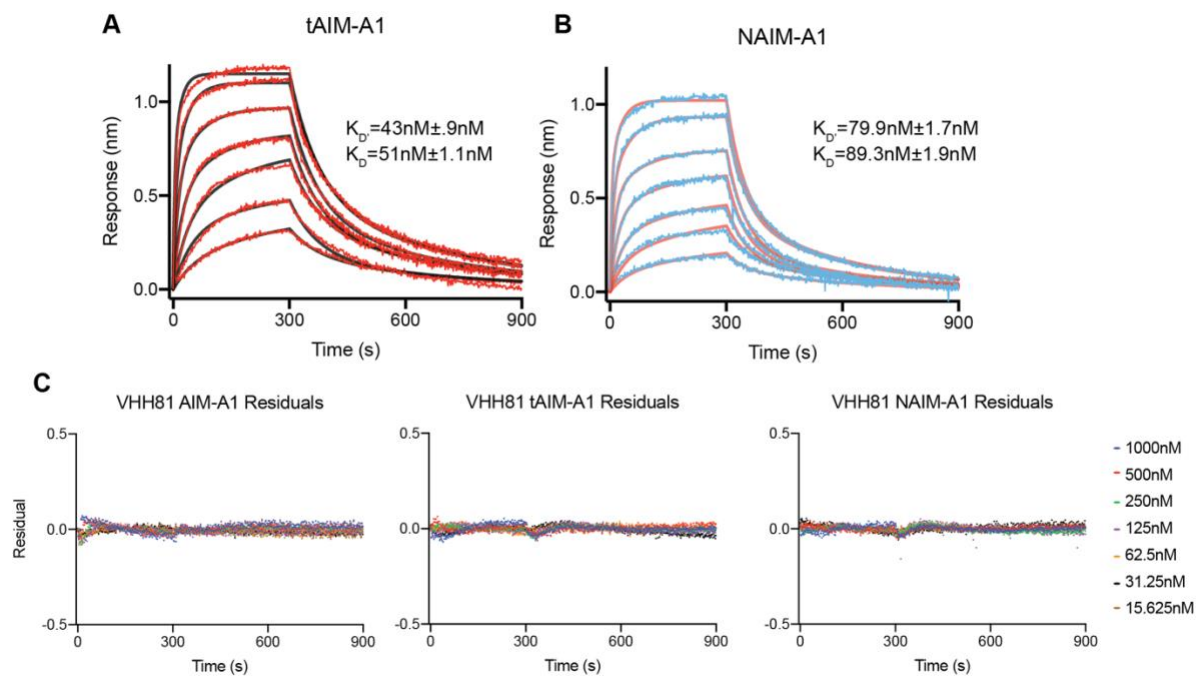 A
tAIM-A1
Response (nm)
1.0
0.5
0.0
K_D'=43nM±.9nM
K_D=51nM±1.1nM
0 300 600 900
Time (s)
B
NAIM-A1
Response (nm)
1.0
0.5
0.0
K_D'=79.9nM±1.7nM
K_D=89.3nM±1.9nM
0 300 600 900
Time (s)
C
VHH81 AIM-A1 Residuals
Residual
0.5
0.0
-0.5
0 300 600 900
Time (s)
VHH81 tAIM-A1 Residuals
0.5
0.0
-0.5
0 300 600 900
Time (s)
VHH81 NAIM-A1 Residuals
0.5
0.0
-0.5
0 300 600 900
Time (s)
1000nM
500nM
250nM
125nM
62.5nM
31.25nM
15.625nM